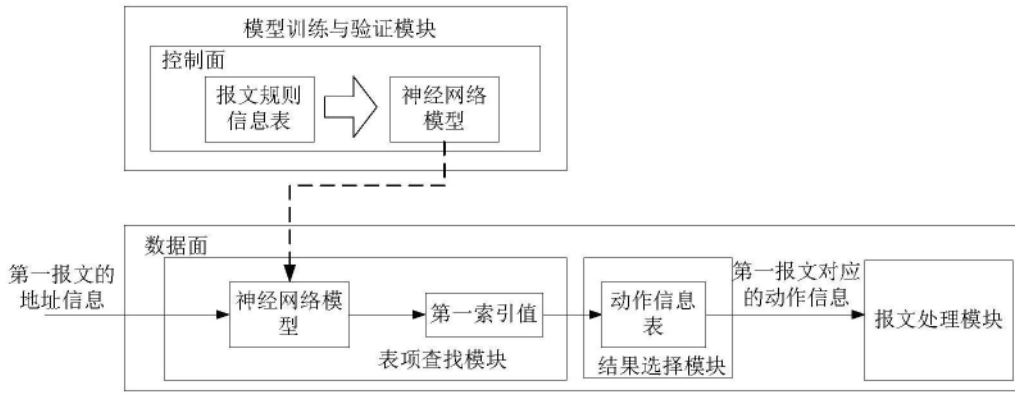 模型训练与验证模块
控制面
报文规则
信息表
神经网络
模型
数据面
第一报文的
地址信息
神经网络模
型
第一索引值
表项查找模块
动作信息
表
结果选择模块
第一报文对应
的动作信息
报文处理模块